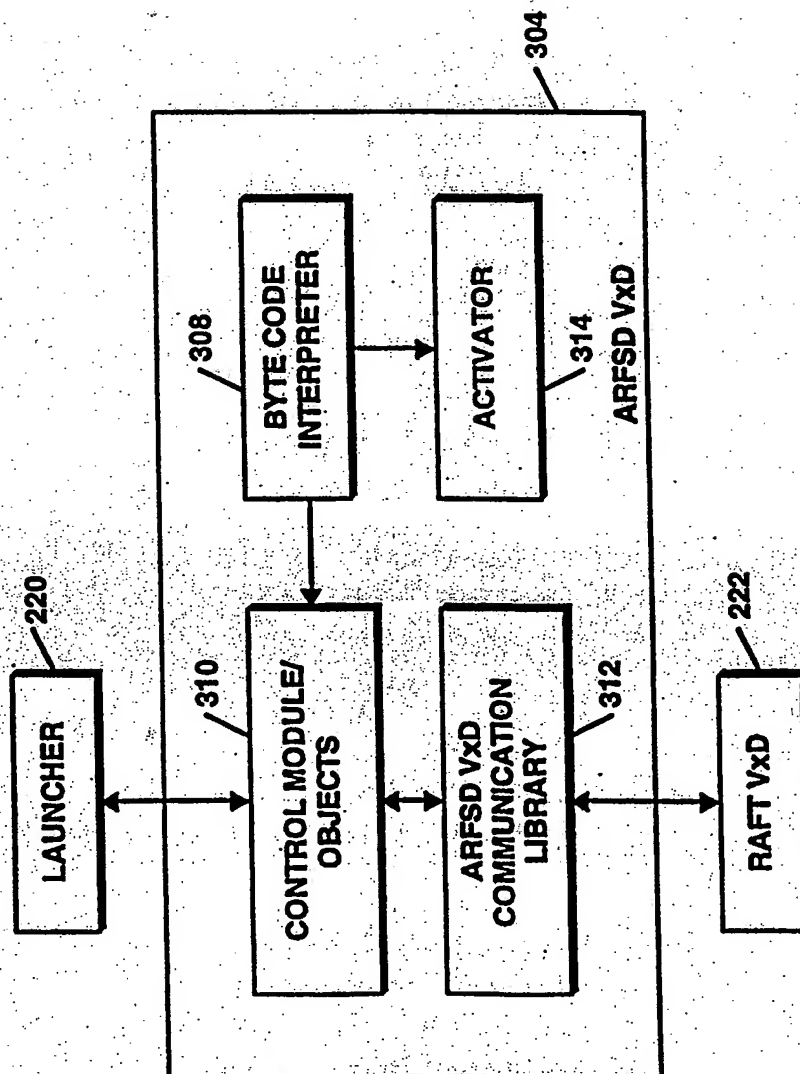 LAUNCHER
220
304
310
CONTROL MODULE/
OBJECTS
308
BYTE CODE
INTERPRETER
ARFSD VxD
COMMUNICATION
LIBRARY
312
ACTIVATOR
314
ARFSD VxD
RAFT VxD
222